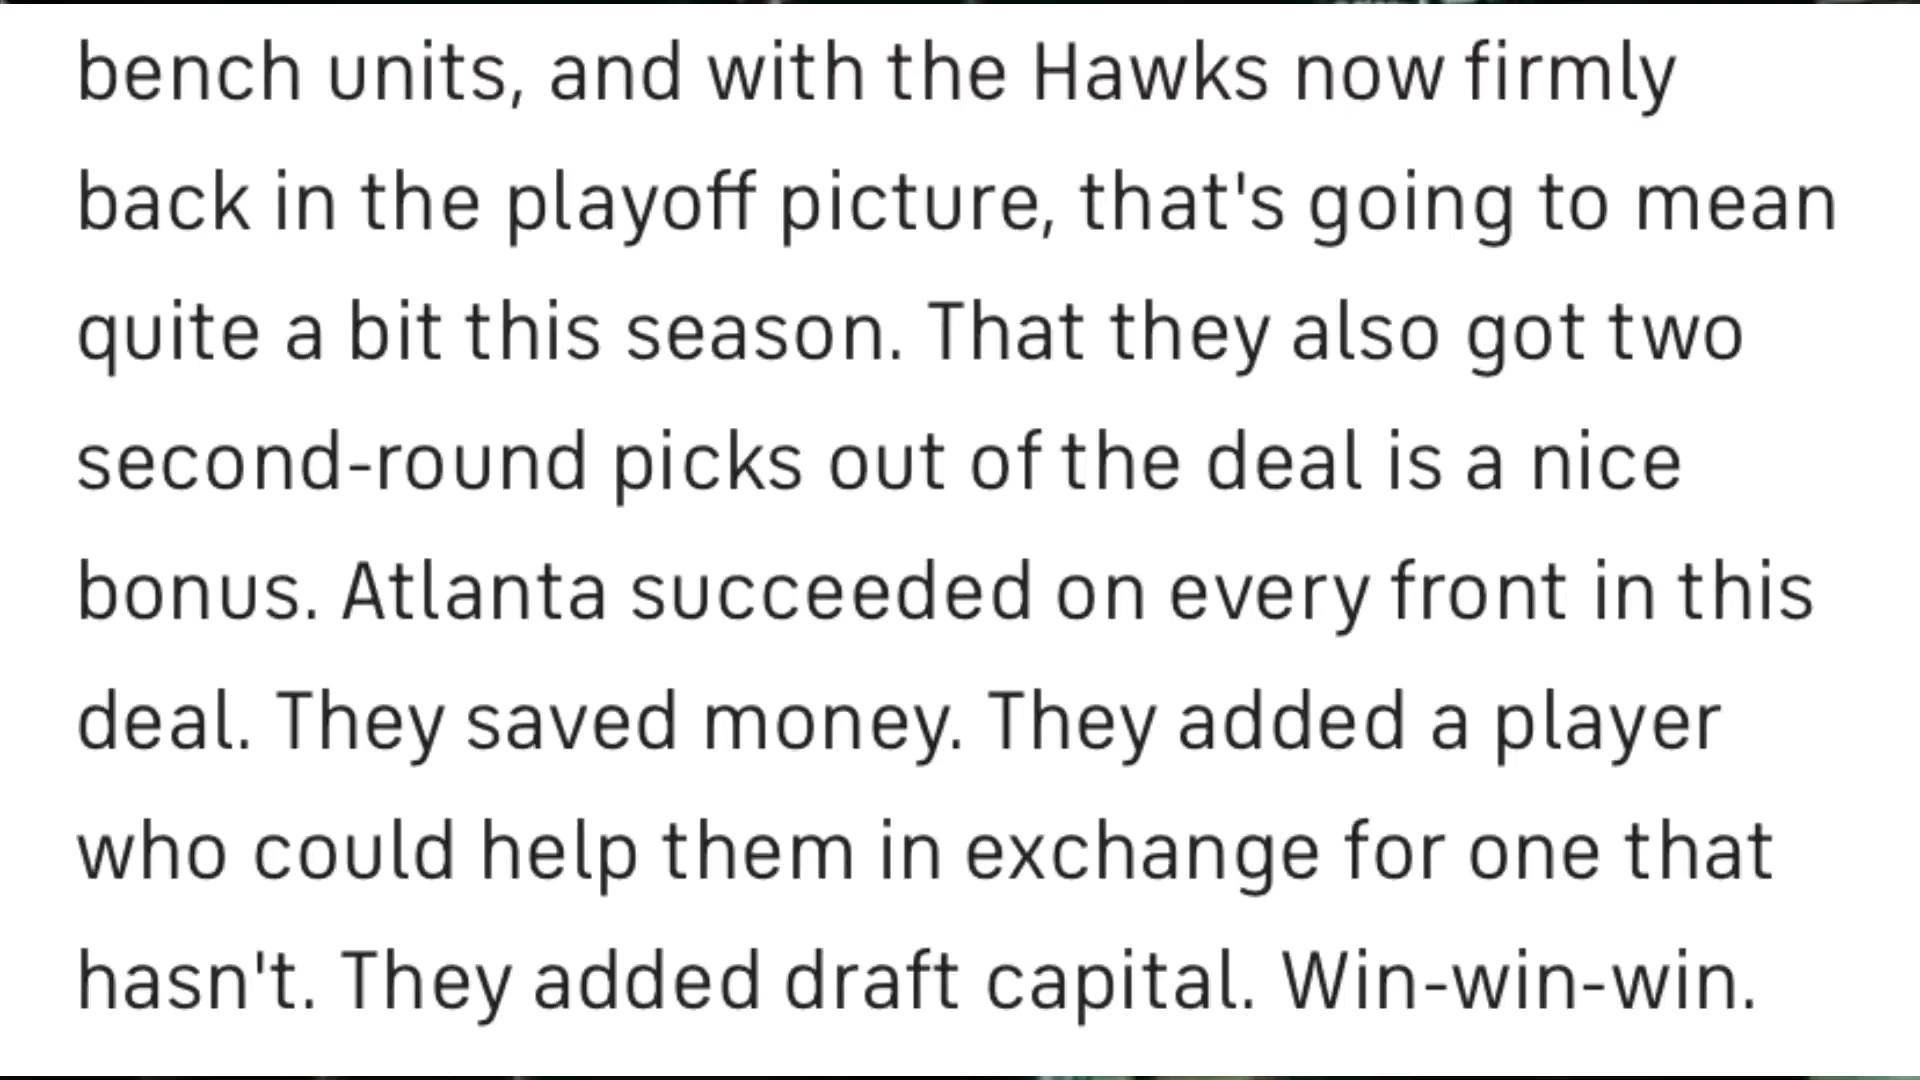 bench units, and with the Hawks now firmly
back in the playoff picture, that's going to mean
quite a bit this season. That they also got two
second-round picks out of the deal is a nice
bonus. Atlanta succeeded on every front in this
deal. They saved money. They added a player
who could help them in exchange for one that
hasn't. They added draft capital. Win-win-win.